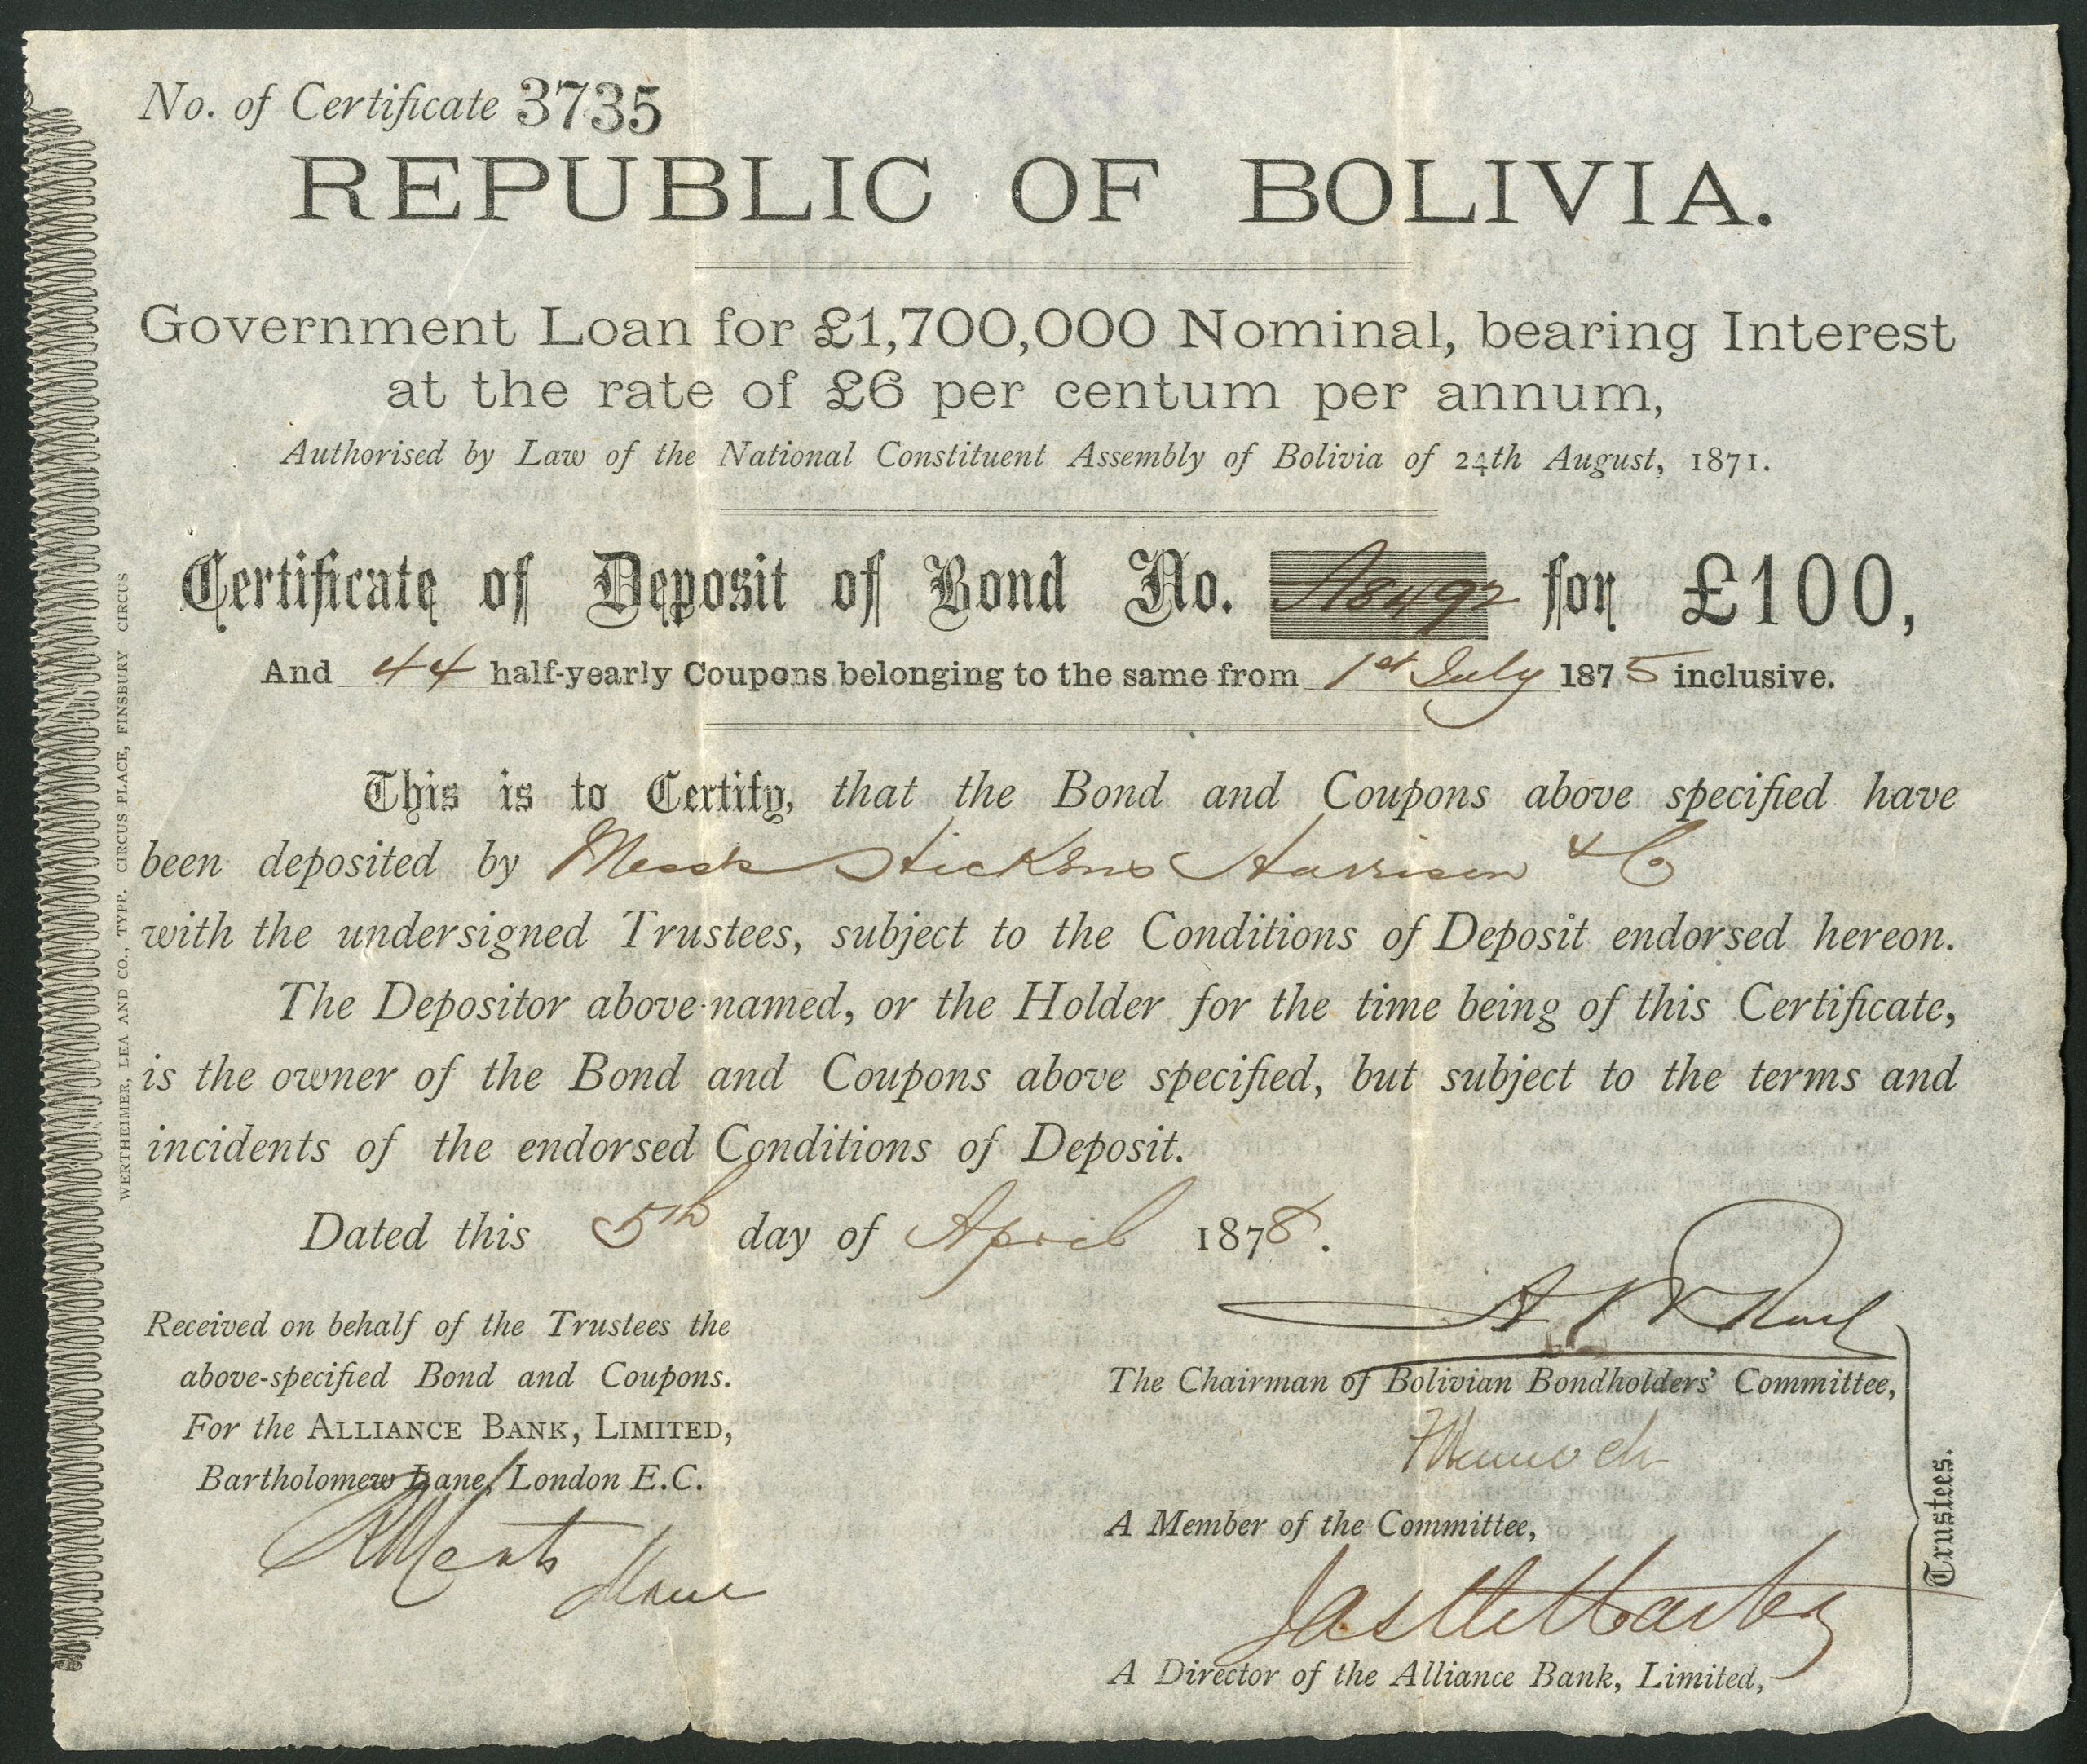 No. of Certificate 3735
REPUBLIC OF BOLIVIA.
Government Loan for £1,700,000 Nominal, bearing Interest
at the rate of £6 per centum per annum,
Authorised by Law of the National Constituent Assembly of Bolivia of 24th August, 1871.
Certificate of Deposit of Bond No. A8492 for £100,
And 44 half-yearly Coupons belonging to the same from 1st July 1875 inclusive.
This is to Certify, that the Bond and Coupons above specified have
been deposited by Harrison & Co
with the undersigned Trustees, subject to the Conditions of Deposit endorsed hereon.
The Depositor above-named, or the Holder for the time being of this Certificate,
is the owner of the Bond and Coupons above specified, but subject to the terms and
incidents of the endorsed Conditions of Deposit.
Dated this 5th day of April 1878.
Received on behalf of the Trustees the
above-specified Bond and Coupons.
For the ALLIANCE BANK, LIMITED,
Bartholomew Lane, London E.C.
The Chairman of Bolivian Bondholders' Committee,
A Member of the Committee,
A Director of the Alliance Bank, Limited,
Trustees.
WERTHEIMER, LEA AND CO., TYPP. CIRCUS PLACE, FINSBURY CIRCUS